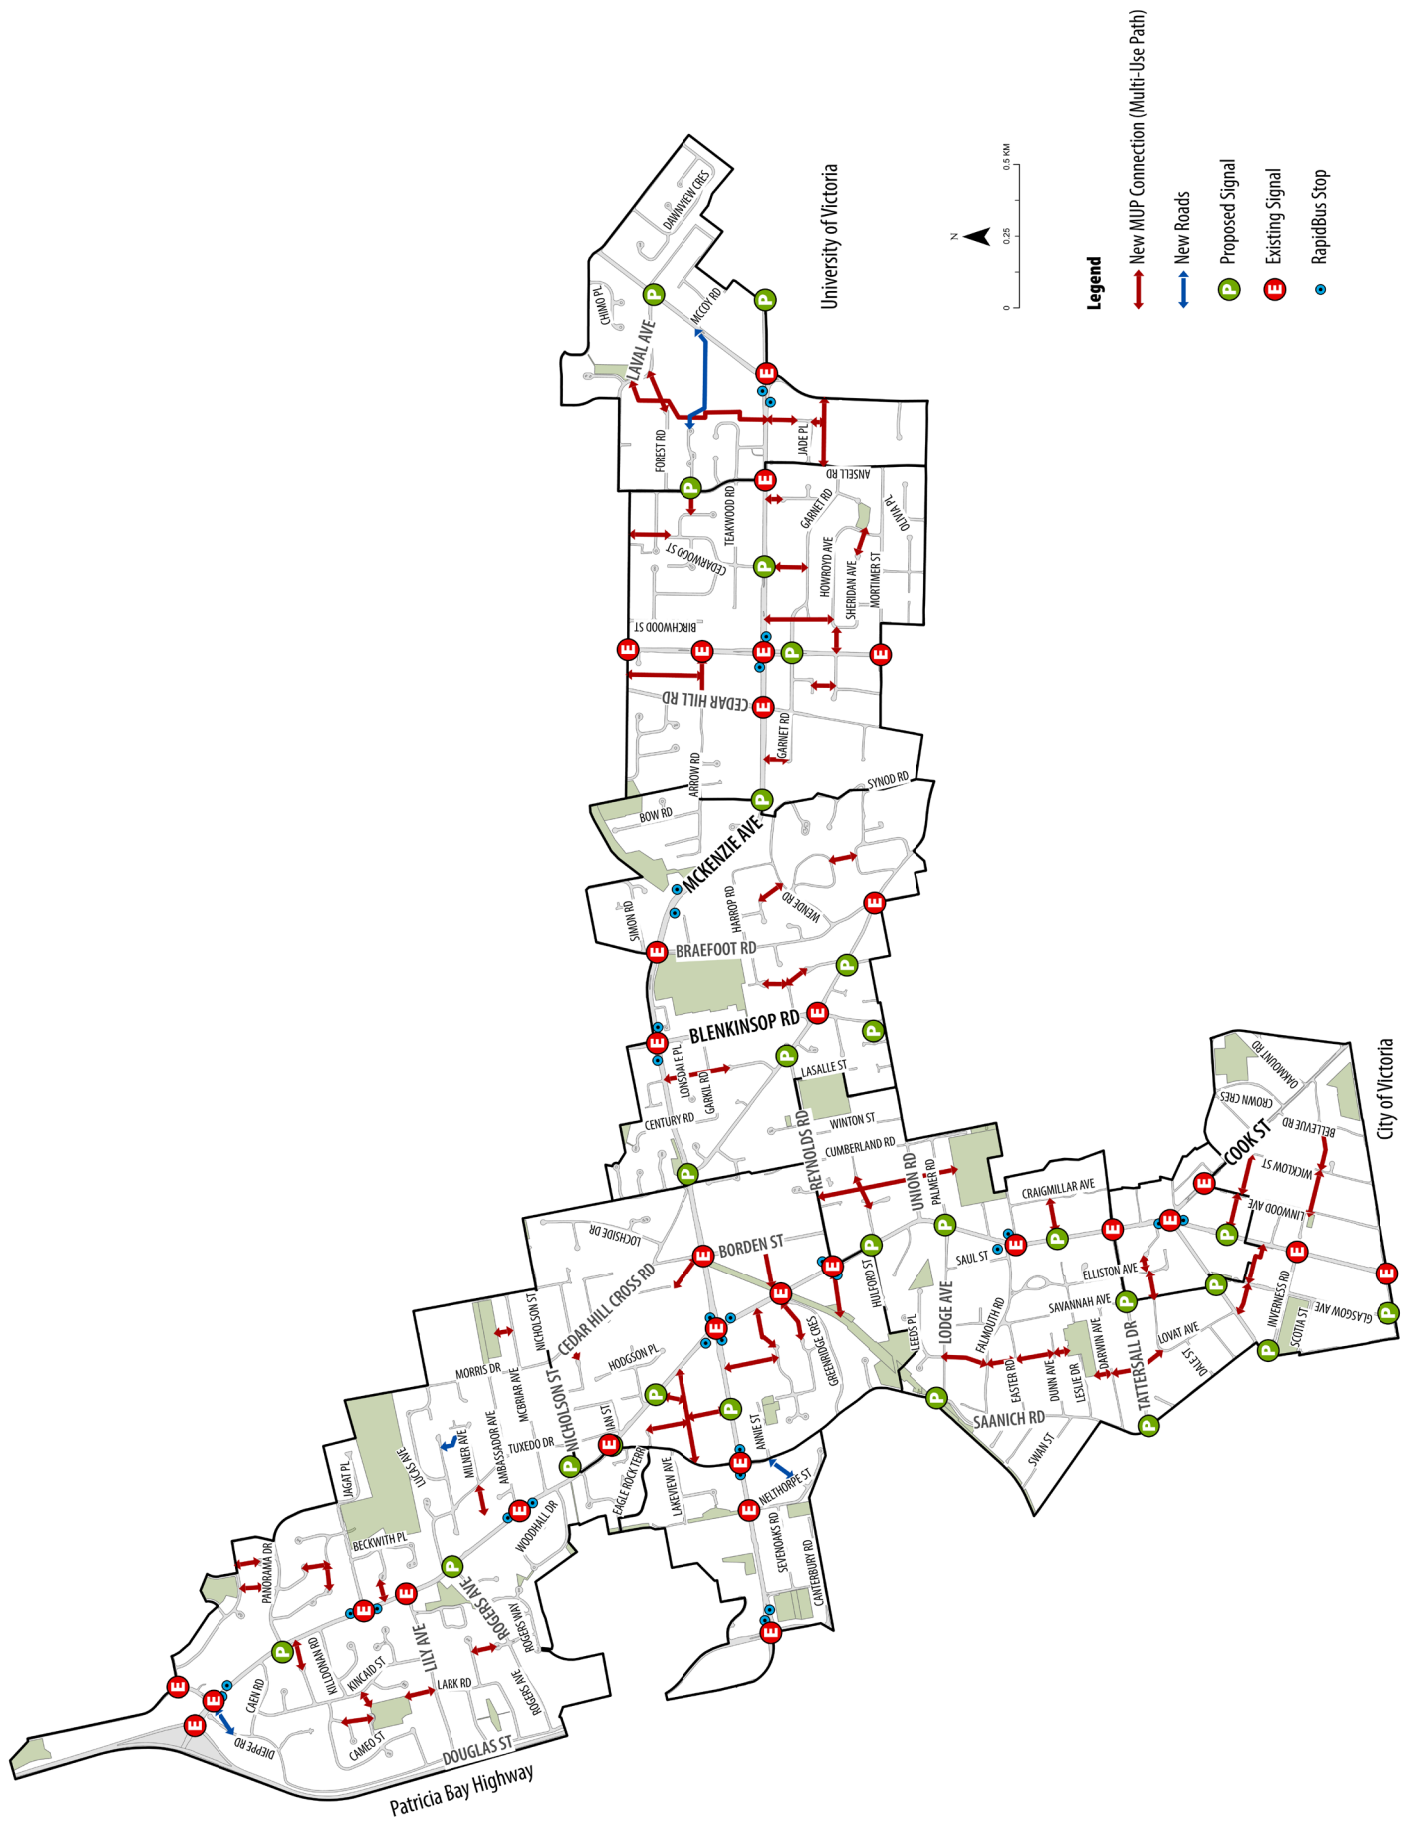 Patricia Bay Highway
DOUGLAS ST
DIEPPE RD
CAEN RD
CAMEO ST
KINCAID ST
KILLDONAN RD
LARK RD
LILY AVE
ROGERS AVE
ROGERS AVE
ROGERS WAY
PANORAMA DR
BECKWITH PL
JAGAT PL
LUCAS AVE
MILNER AVE
AMBASSADOR AVE
MCBRIAR AVE
MORRIS DR
TUXEDO DR
WOODHALL DR
NICHOLSON ST
NICHOLSON ST
IAN ST
HODGSON PL
CEDAR HILL CROSS RD
LOCHSIDE DR
BORDEN ST
EAGLE ROCK TERR
LAKEVIEW AVE
ANNIE ST
NELTHORPE ST
SEVENOAKS RD
CANTERBURY RD
GREENRIDGE CRES
HULFORD ST
LEEDS PL
LODGE AVE
REYNOLDS RD
UNION RD
PALMER RD
CUMBERLAND RD
WINTON ST
LASALLE ST
CENTURY RD
GARKIL RD
LONSDALE PL
BLENKINSOP RD
BRAEFOOT RD
SIMON RD
HARROP RD
WENDE RD
MCKENZIE AVE
BOW RD
ARROW RD
SYNOD RD
GARNET RD
CEDAR HILL RD
BIRCHWOOD ST
CEDARWOOD ST
TEAKWOOD RD
HOWROYD AVE
SHERIDAN AVE
MORTIMER ST
GARNET RD
OLIVIA PL
ANSELL RD
JADE PL
FOREST RD
LAVAL AVE
CHIMO PL
MCCOY RD
DAWNVIEW CRES
University of Victoria
SAUL ST
CRAIGMILLAR AVE
FALMOUTH RD
EASTER RD
DUNN AVE
LESLIE DR
DARWIN AVE
SAVANNAH AVE
ELLISTON AVE
TATTERSALL DR
LOVAT AVE
DALE ST
SAANICH RD
SWAN ST
INVERNESS RD
SCOTIA ST
GLASGOW AVE
LINWOOD AVE
WICKLOW ST
BELLEVUE RD
COOK ST
CROWN CRES
OAKMOUNT RD
City of Victoria
N
0 0.25 0.5 KM
Legend
New MUP Connection (Multi-Use Path)
New Roads
P Proposed Signal
E Existing Signal
RapidBus Stop